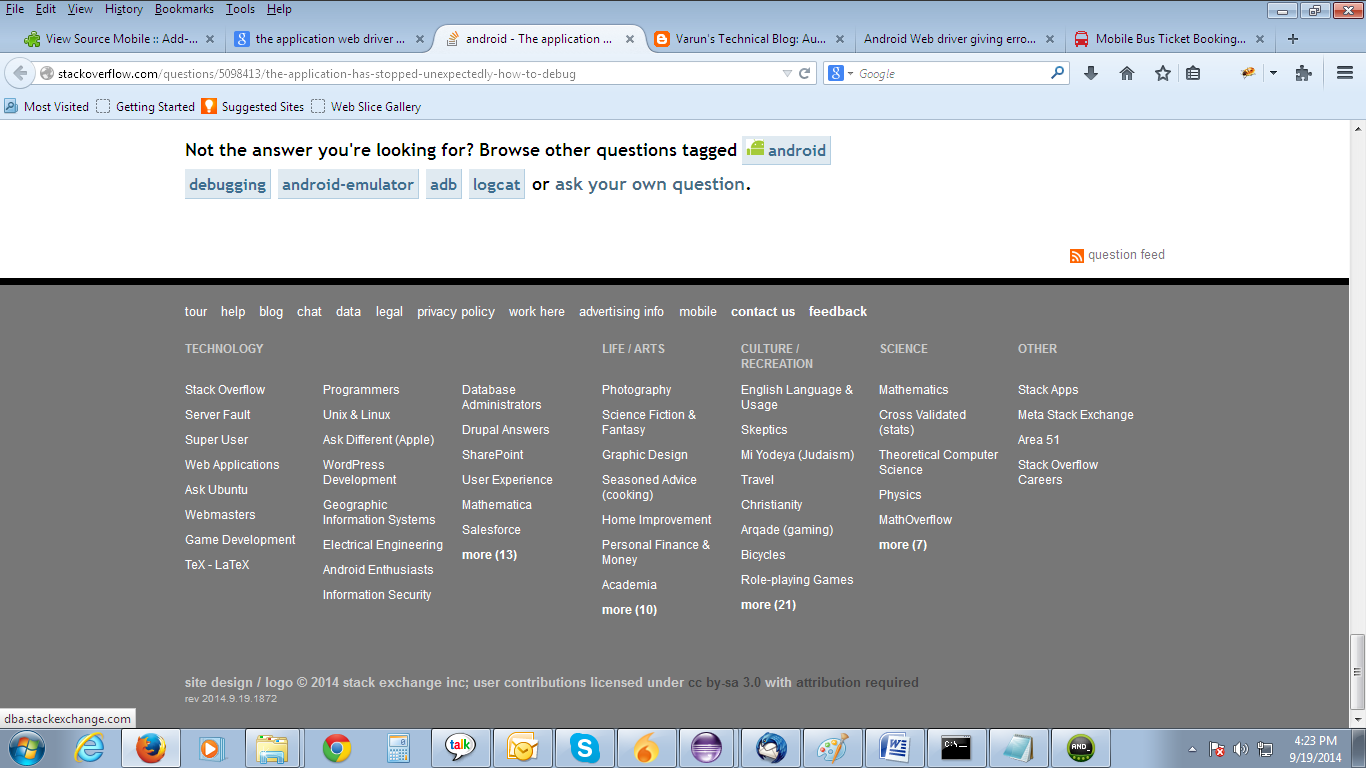 File Edit View History Bookmarks Tools Help
View Source Mobile :: Add-...
the application web driver ...
android - The application ...
Varun's Technical Blog: Au...
Android Web driver giving erro...
Mobile Bus Ticket Booking...
stackoverflow.com/questions/5098413/the-application-has-stopped-unexpectedly-how-to-debug
Google
Most Visited Getting Started Suggested Sites Web Slice Gallery
Not the answer you're looking for? Browse other questions tagged android
debugging android-emulator adb logcat or ask your own question.
question feed
tour help blog chat data legal privacy policy work here advertising info mobile contact us feedback
TECHNOLOGY
Stack Overflow
Server Fault
Super User
Web Applications
Ask Ubuntu
Webmasters
Game Development
TeX - LaTeX
Programmers
Unix & Linux
Ask Different (Apple)
WordPress
Development
Geographic
Information Systems
Electrical Engineering
Android Enthusiasts
Information Security
Database
Administrators
Drupal Answers
SharePoint
User Experience
Mathematica
Salesforce
more (13)
LIFE / ARTS
Photography
Science Fiction &
Fantasy
Graphic Design
Seasoned Advice
(cooking)
Home Improvement
Personal Finance &
Money
Academia
more (10)
CULTURE /
RECREATION
English Language &
Usage
Skeptics
Mi Yodeya (Judaism)
Travel
Christianity
Arqade (gaming)
Bicycles
Role-playing Games
more (21)
SCIENCE
Mathematics
Cross Validated
(stats)
Theoretical Computer
Science
Physics
MathOverflow
more (7)
OTHER
Stack Apps
Meta Stack Exchange
Area 51
Stack Overflow
Careers
site design / logo © 2014 stack exchange inc; user contributions licensed under cc by-sa 3.0 with attribution required
rev 2014.9.19.1872
dba.stackexchange.com
talk
C:\-
AND_
4:23 PM
9/19/2014